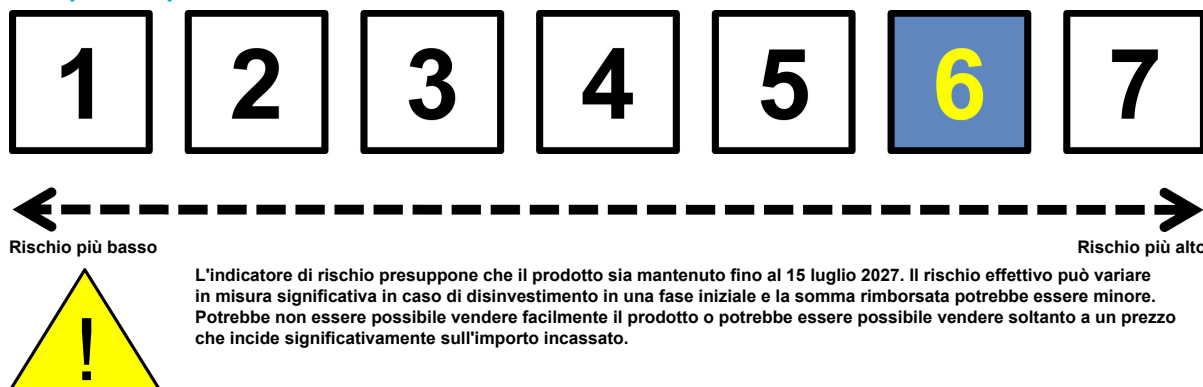 1 2 3 4 5 6 7
Rischio più basso Rischio più alto
L'indicatore di rischio presuppone che il prodotto sia mantenuto fino al 15 luglio 2027. Il rischio effettivo può variare
in misura significativa in caso di disinvestimento in una fase iniziale e la somma rimborsata potrebbe essere minore.
Potrebbe non essere possibile vendere facilmente il prodotto o potrebbe essere possibile vendere soltanto a un prezzo
che incide significativamente sull'importo incassato.
!